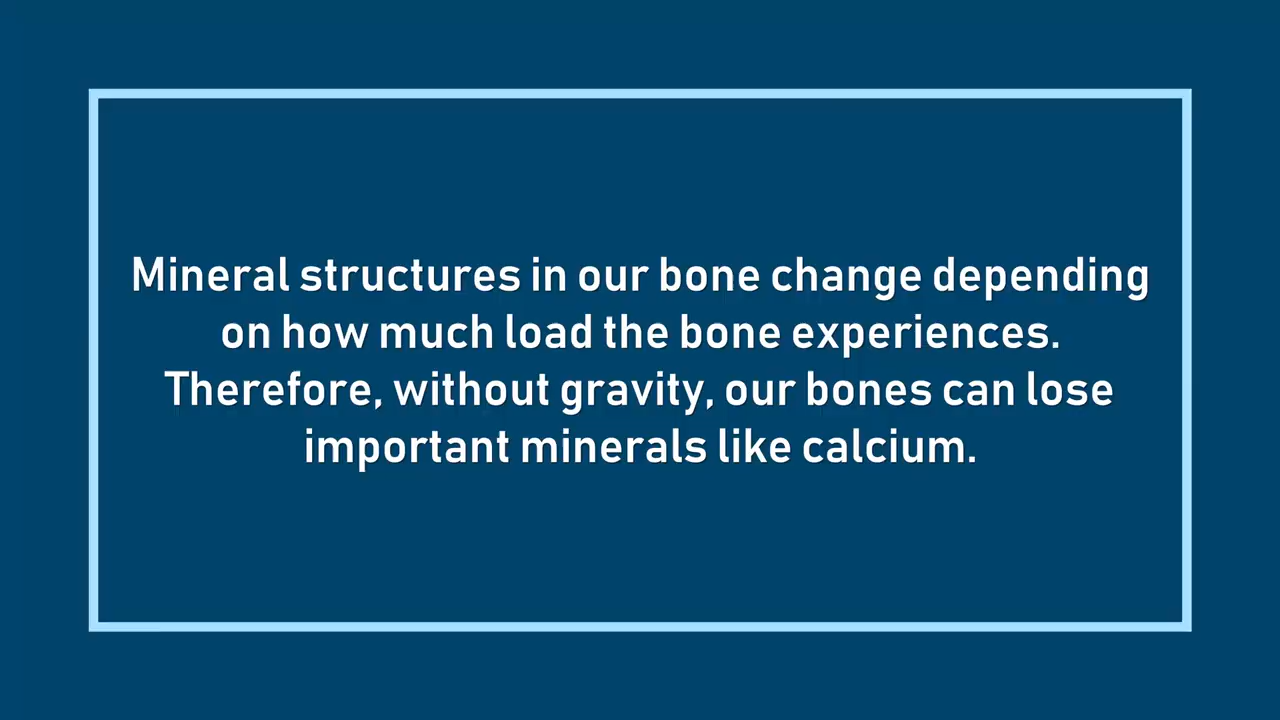 Mineral structures in our bone change depending
on how much load the bone experiences.
Therefore, without gravity, our bones can lose
important minerals like calcium.